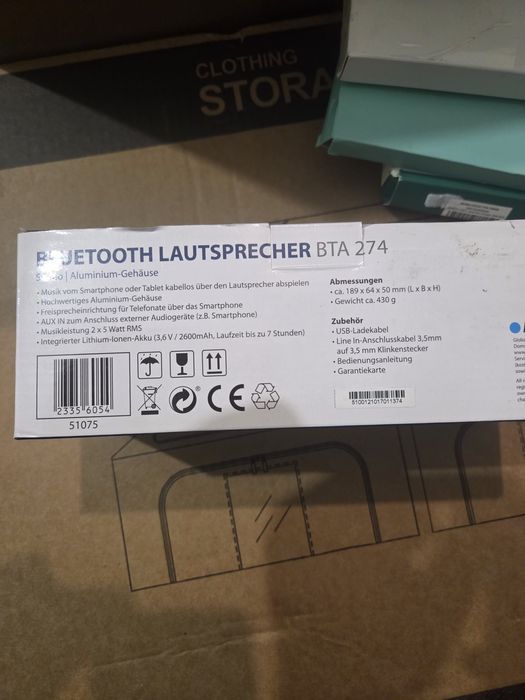 CLOTHING
BLUETOOTH LAUTSPRECHER BTA 274
| Aluminium-Gehäuse
• Musik vom Smartphone oder Tablet kabellos über den Lautsprecher abspielen
• Hochwertiges Aluminium-Gehäuse
• Freisprecheinrichtung für Telefonate über das Smartphone
• AUX IN zum Anschluss externer Audiogeräte (z.B. Smartphone)
• Musikleistung 2 x 5 Watt RMS
• Integrierter Lithium-Ionen-Akku (3,6 V / 2600mAh, Laufzeit bis zu 7 Stunden)
2335 6054
51075
CE
Abmessungen
• ca. 189 x 64 x 50 mm (L x B x H)
• Gewicht ca. 430 g
Zubehör
• USB-Ladekabel
• Line In-Anschlusskabel 3,5mm
auf 3,5 mm Klinkenstecker
• Bedienungsanleitung
• Garantiekarte
5100121017011374